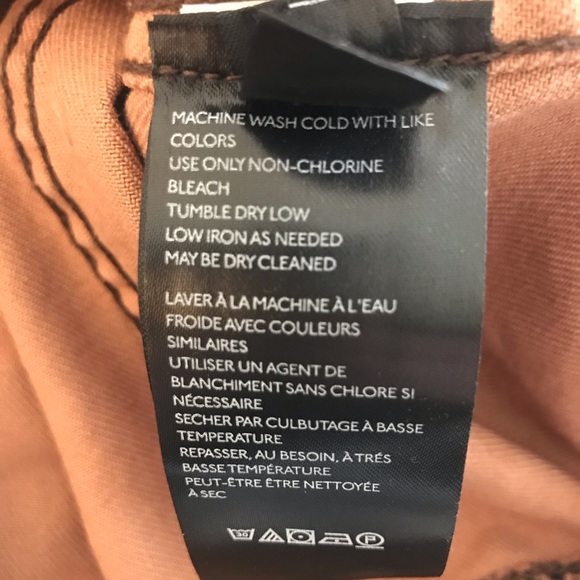 MACHINE WASH COLD WITH LIKE
COLORS
USE ONLY NON-CHLORINE
BLEACH
TUMBLE DRY LOW
LOW IRON AS NEEDED
MAY BE DRY CLEANED
LAVER À LA MACHINE À L'EAU
FROIDE AVEC COULEURS
SIMILAIRES
UTILISER UN AGENT DE
BLANCHIMENT SANS CHLORE SI
NÉCESSAIRE
SECHER PAR CULBUTAGE À BASSE
TEMPERATURE
REPASSER, AU BESOIN, À TRÉS
BASSE TEMPÉRATURE
PEUT-ÊTRE ÊTRE NETTOYÉE
À SEC
30 P